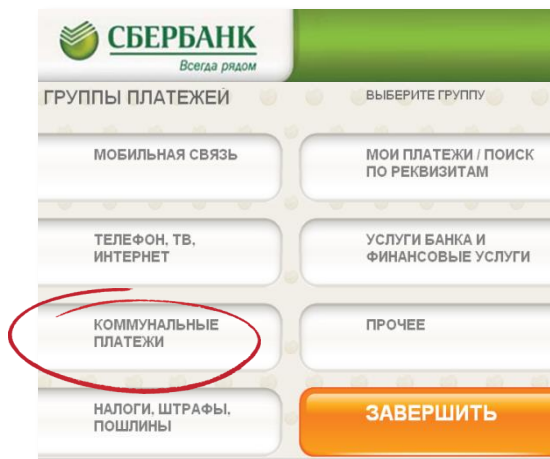 СБЕРБАНК
Всегда рядом
ГРУППЫ ПЛАТЕЖЕЙ
ВЫБЕРИТЕ ГРУППУ
МОБИЛЬНАЯ СВЯЗЬ
МОИ ПЛАТЕЖИ / ПОИСК
ПО РЕКВИЗИТАМ
ТЕЛЕФОН, ТВ,
ИНТЕРНЕТ
УСЛУГИ БАНКА И
ФИНАНСОВЫЕ УСЛУГИ
КОММУНАЛЬНЫЕ
ПЛАТЕЖИ
ПРОЧЕЕ
НАЛОГИ, ШТРАФЫ,
ПОШЛИНЫ
ЗАВЕРШИТЬ